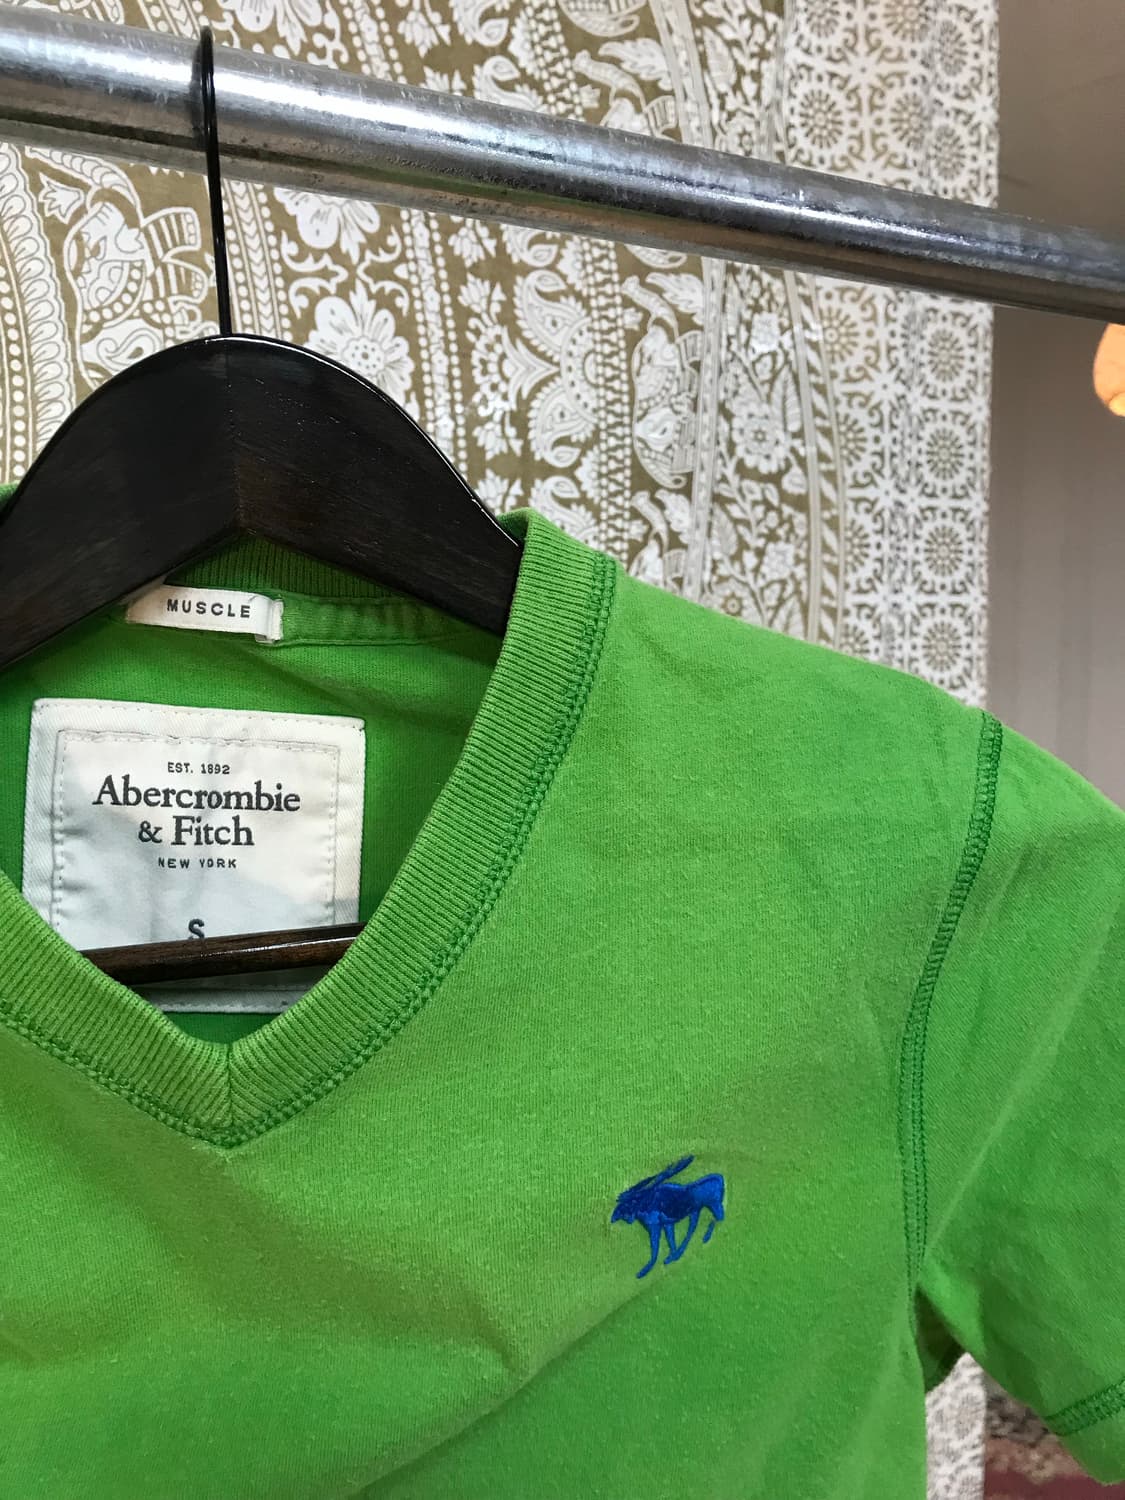 MUSCLE
EST. 1892
Abercrombie
& Fitch
NEW YORK
S